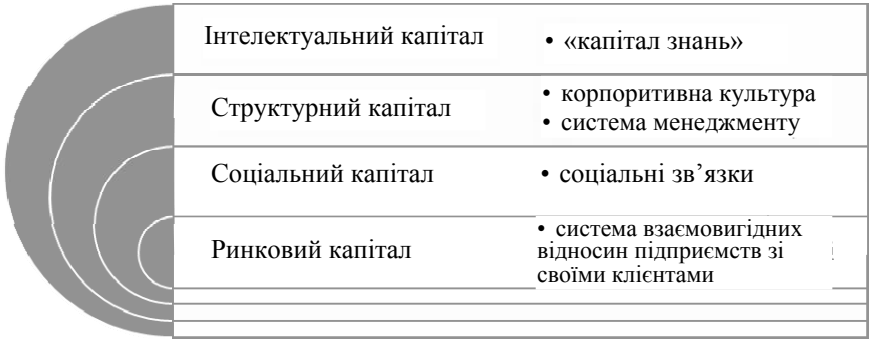 Інтелектуальний капітал
• «капітал знань»
Структурний капітал
• корпоритивна культура
• система менеджменту
Соціальний капітал
• соціальні зв’язки
Ринковий капітал
• система взаємовигідних
відносин підприємств зі
своїми клієнтами